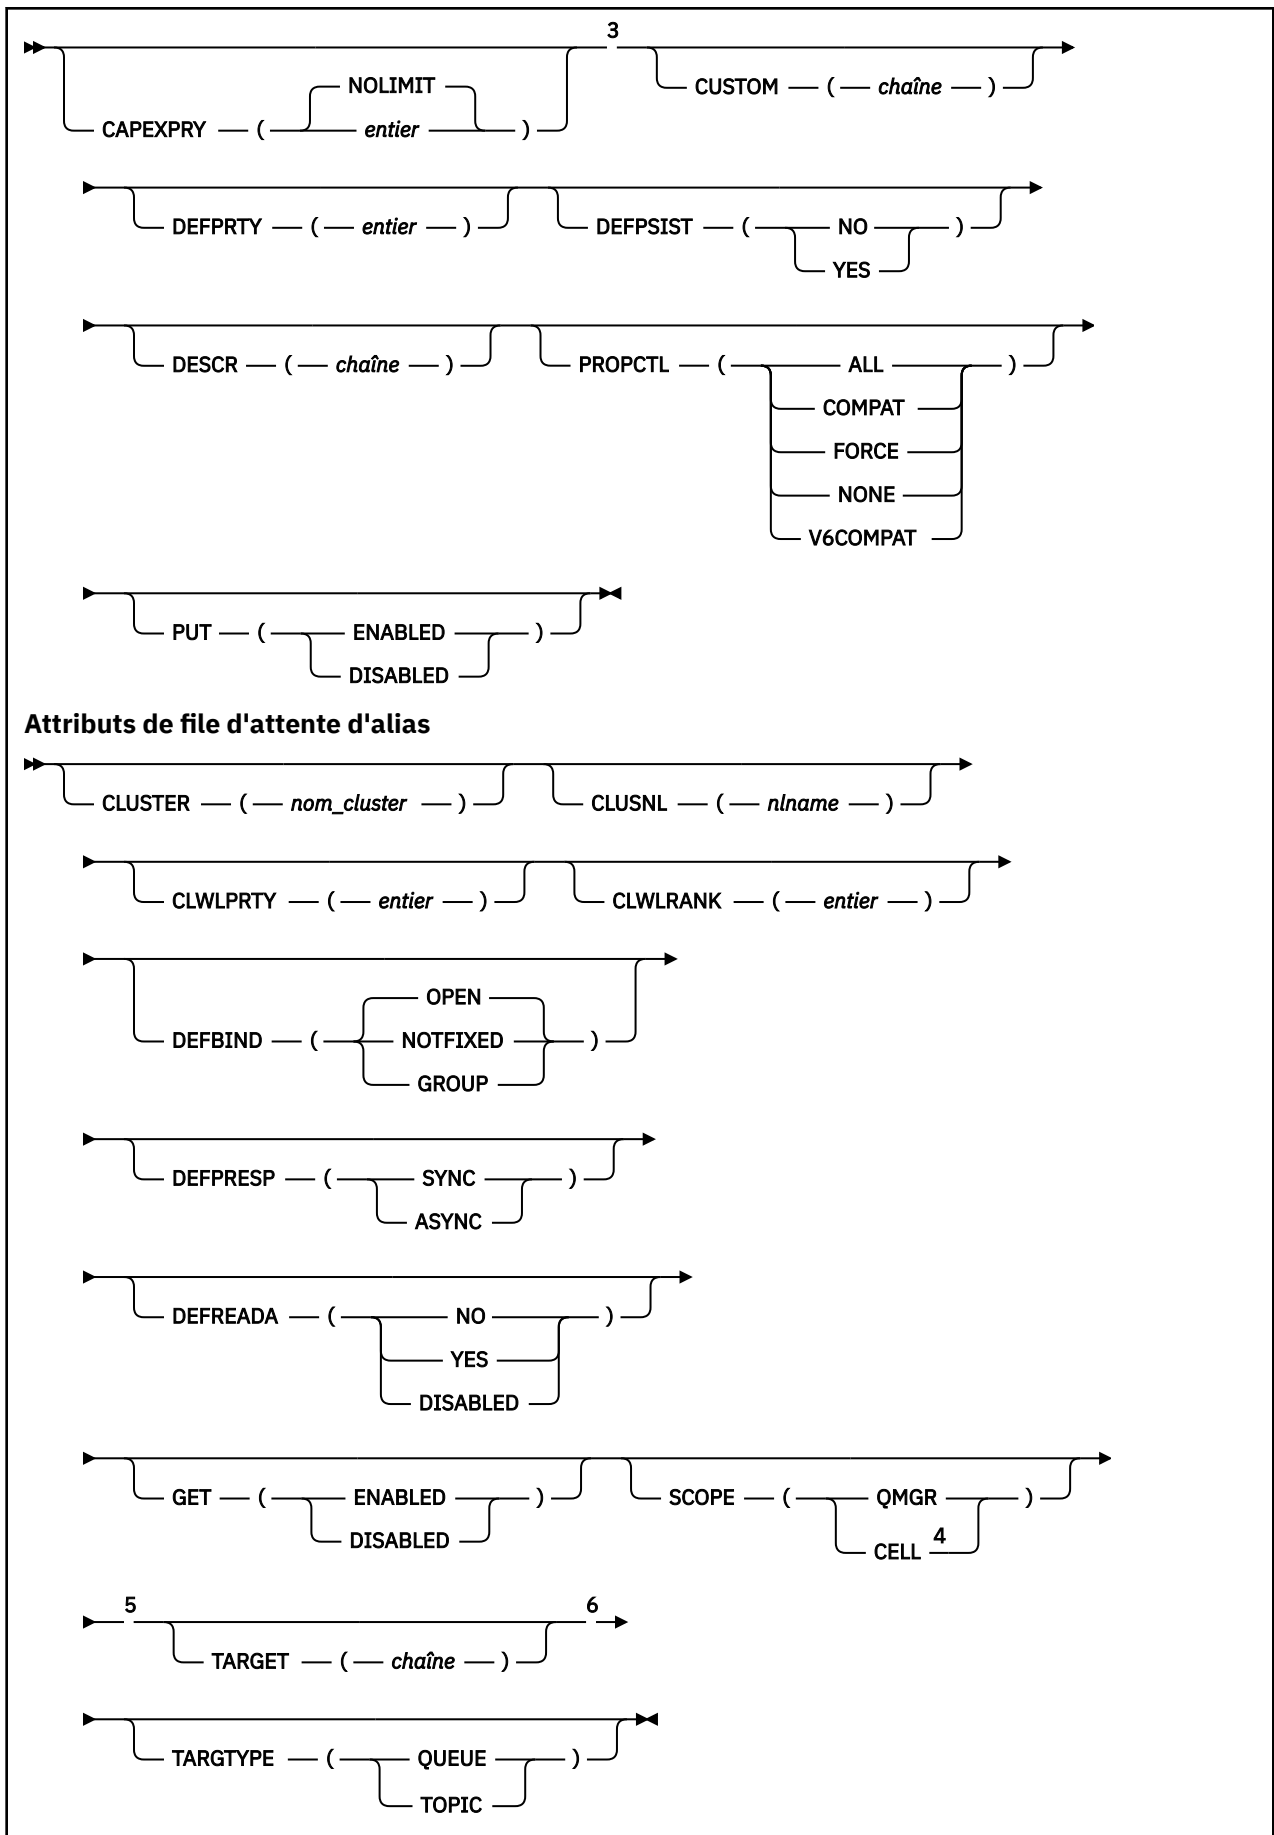 3
CUSTOM ( chaîne )
NOLIMIT
CAPEXPRY ( entier )
DEFPRTY ( entier ) DEFPSIST ( NO )
YES
DESCR ( chaîne ) PROPCTL ( ALL )
COMPAT
FORCE
NONE
V6COMPAT
PUT ( ENABLED )
DISABLED
Attributs de file d'attente d'alias
CLUSTER ( nom_cluster ) CLUSNL ( nlname )
CLWLPRTY ( entier ) CLWLRANK ( entier )
OPEN
DEFBIND ( NOTFIXED )
GROUP
DEFPRESP ( SYNC )
ASYNC
DEFREADA ( NO )
YES
DISABLED
GET ( ENABLED ) SCOPE ( QMGR )
DISABLED
CELL 4
5 6
TARGET ( chaîne )
TARGTYPE ( QUEUE )
TOPIC